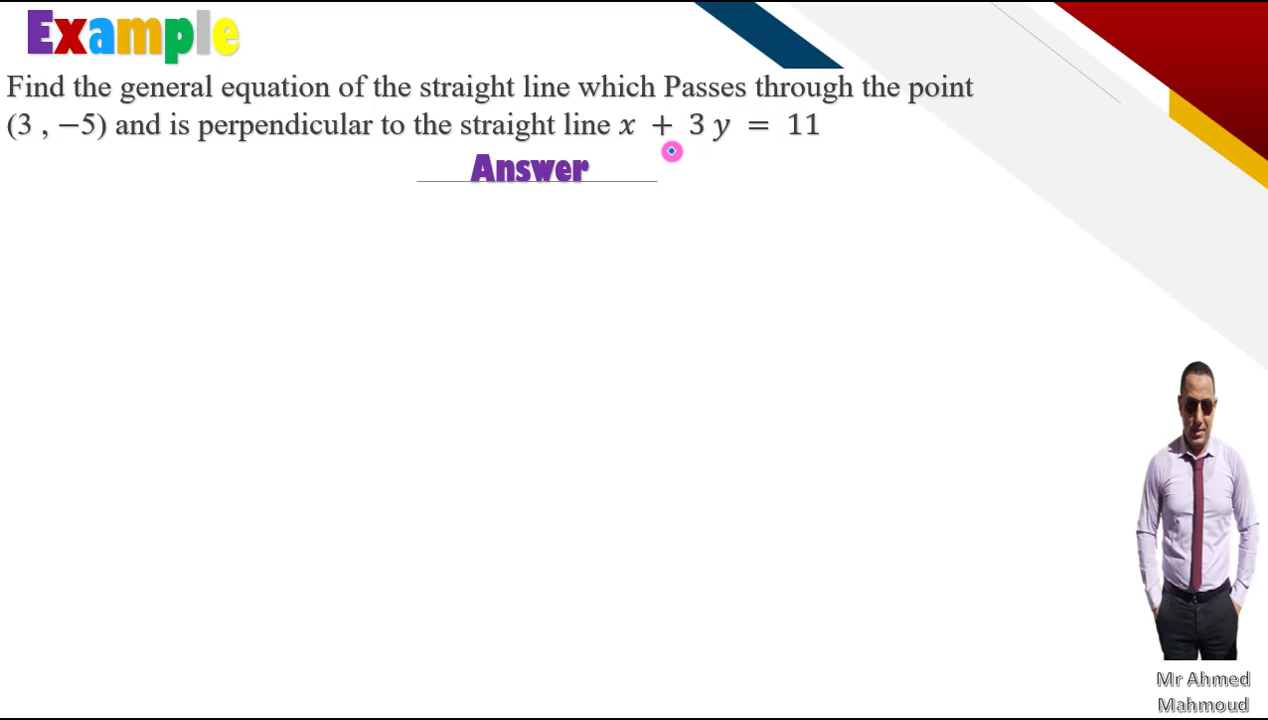 Example
Find the general equation of the straight line which Passes through the point
(3 , −5) and is perpendicular to the straight line x + 3 y = 11
Answer
Mr Ahmed
Mahmoud